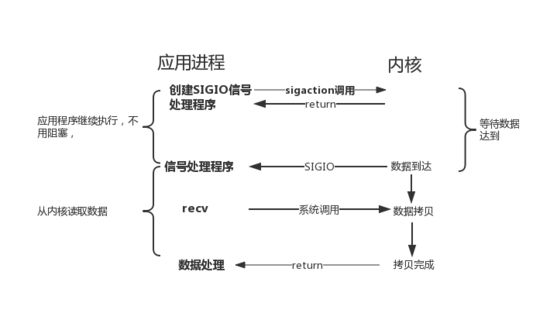 应用进程
内核
创建SIGIO信号
处理程序
sigaction调用
return
应用程序继续执行，不
用阻塞，
等待数据
达到
信号处理程序
SIGIO
数据到达
从内核读取数据
recv
系统调用
数据拷贝
数据处理
return
拷贝完成